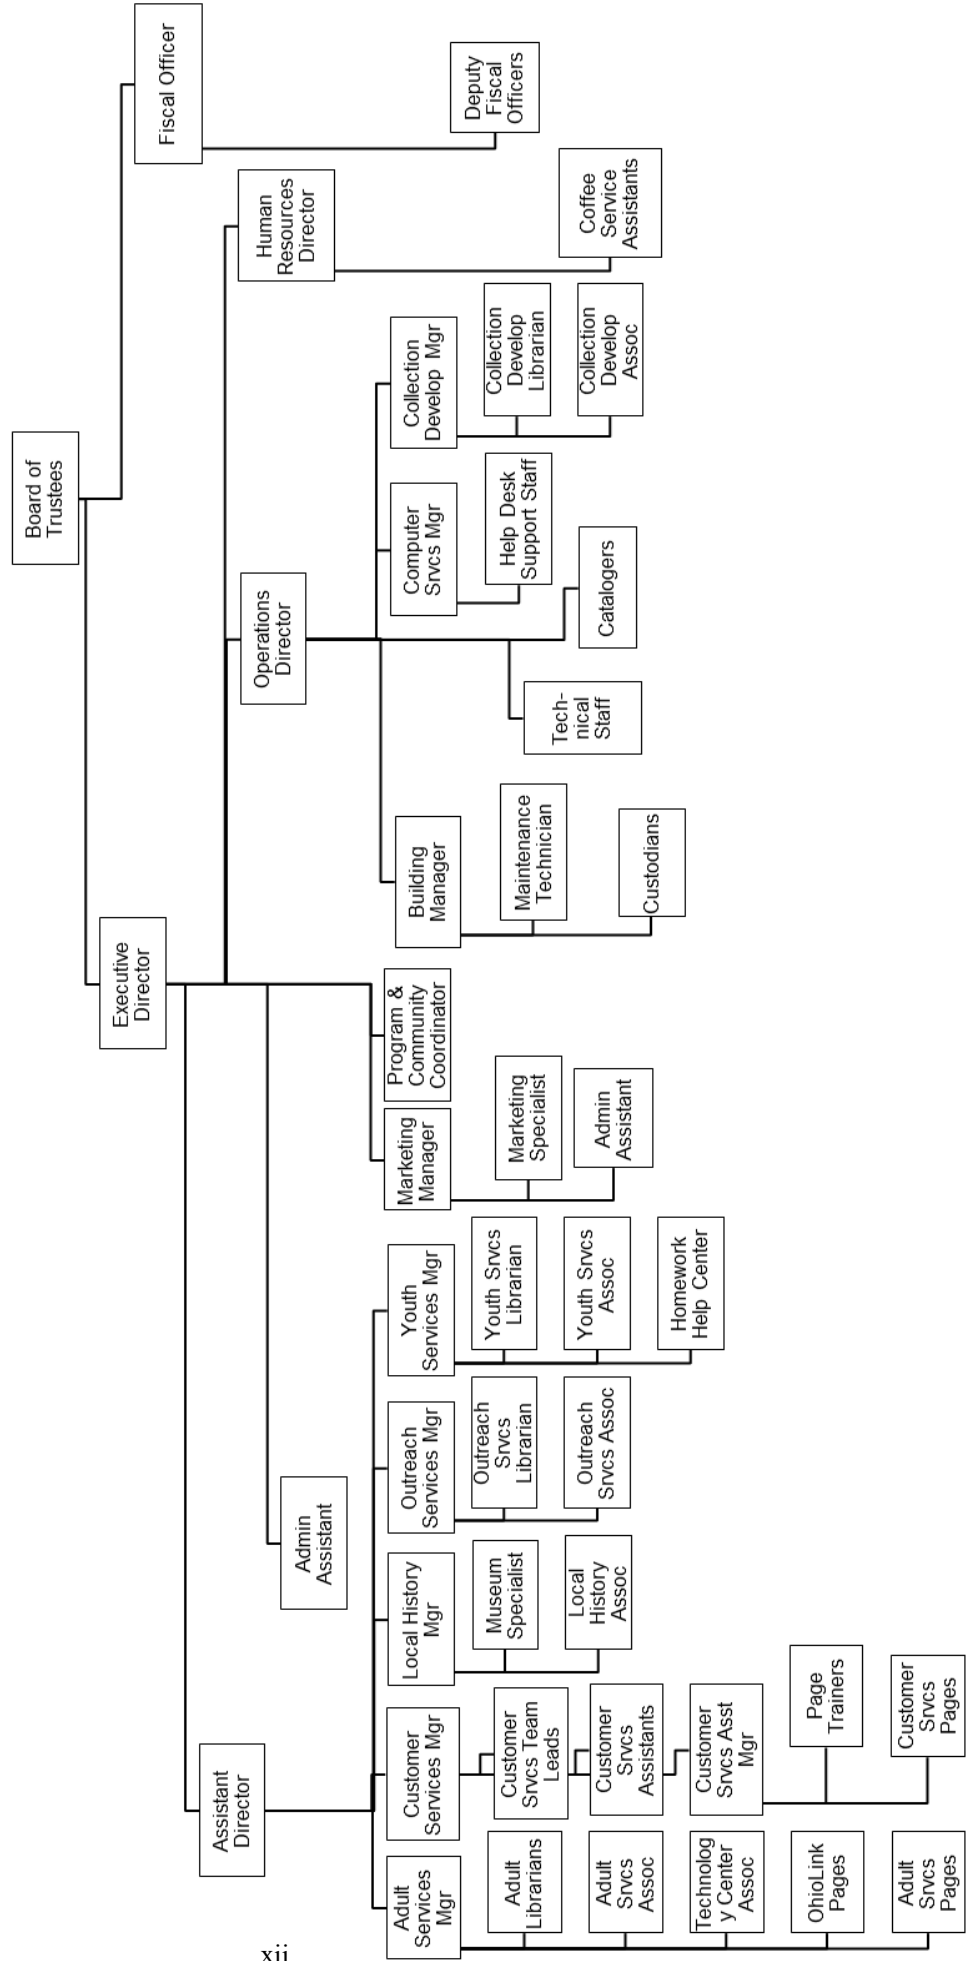 Board of
Trustees
Fiscal Officer
Deputy
Fiscal
Officers
Executive
Director
Human
Resources
Director
Coffee
Service
Assistants
Operations
Director
Collection
Develop Mgr
Collection
Develop
Librarian
Collection
Develop
Assoc
Computer
Srvcs Mgr
Help Desk
Support Staff
Catalogers
Tech-
nical
Staff
Building
Manager
Maintenance
Technician
Custodians
Program &
Community
Coordinator
Marketing
Manager
Marketing
Specialist
Admin
Assistant
Admin
Assistant
Assistant
Director
Youth
Services Mgr
Youth Srvcs
Librarian
Youth Srvcs
Assoc
Homework
Help Center
Outreach
Services Mgr
Outreach
Srvcs
Librarian
Outreach
Srvcs Assoc
Local History
Mgr
Museum
Specialist
Local
History
Assoc
Customer
Services Mgr
Customer
Srvcs Team
Leads
Customer
Srvcs
Assistants
Customer
Srvcs Asst
Mgr
Page
Trainers
Customer
Srvcs
Pages
Adult
Services
Mgr
Adult
Librarians
Adult
Srvcs
Assoc
Technolog
y Center
Assoc
OhioLink
Pages
Adult
Srvcs
Pages
xii